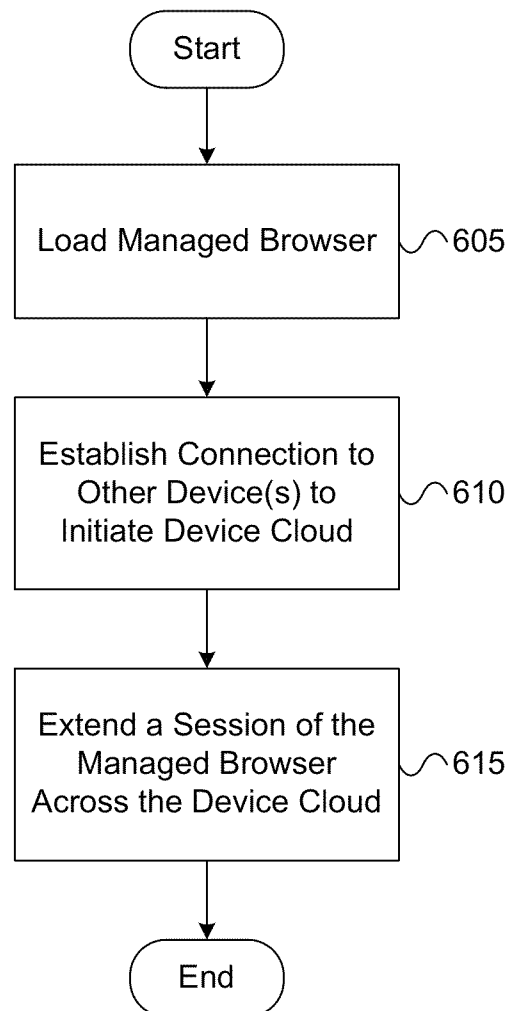 Start
Load Managed Browser
605
Establish Connection to
Other Device(s) to
Initiate Device Cloud
610
Extend a Session of the
Managed Browser
Across the Device Cloud
615
End